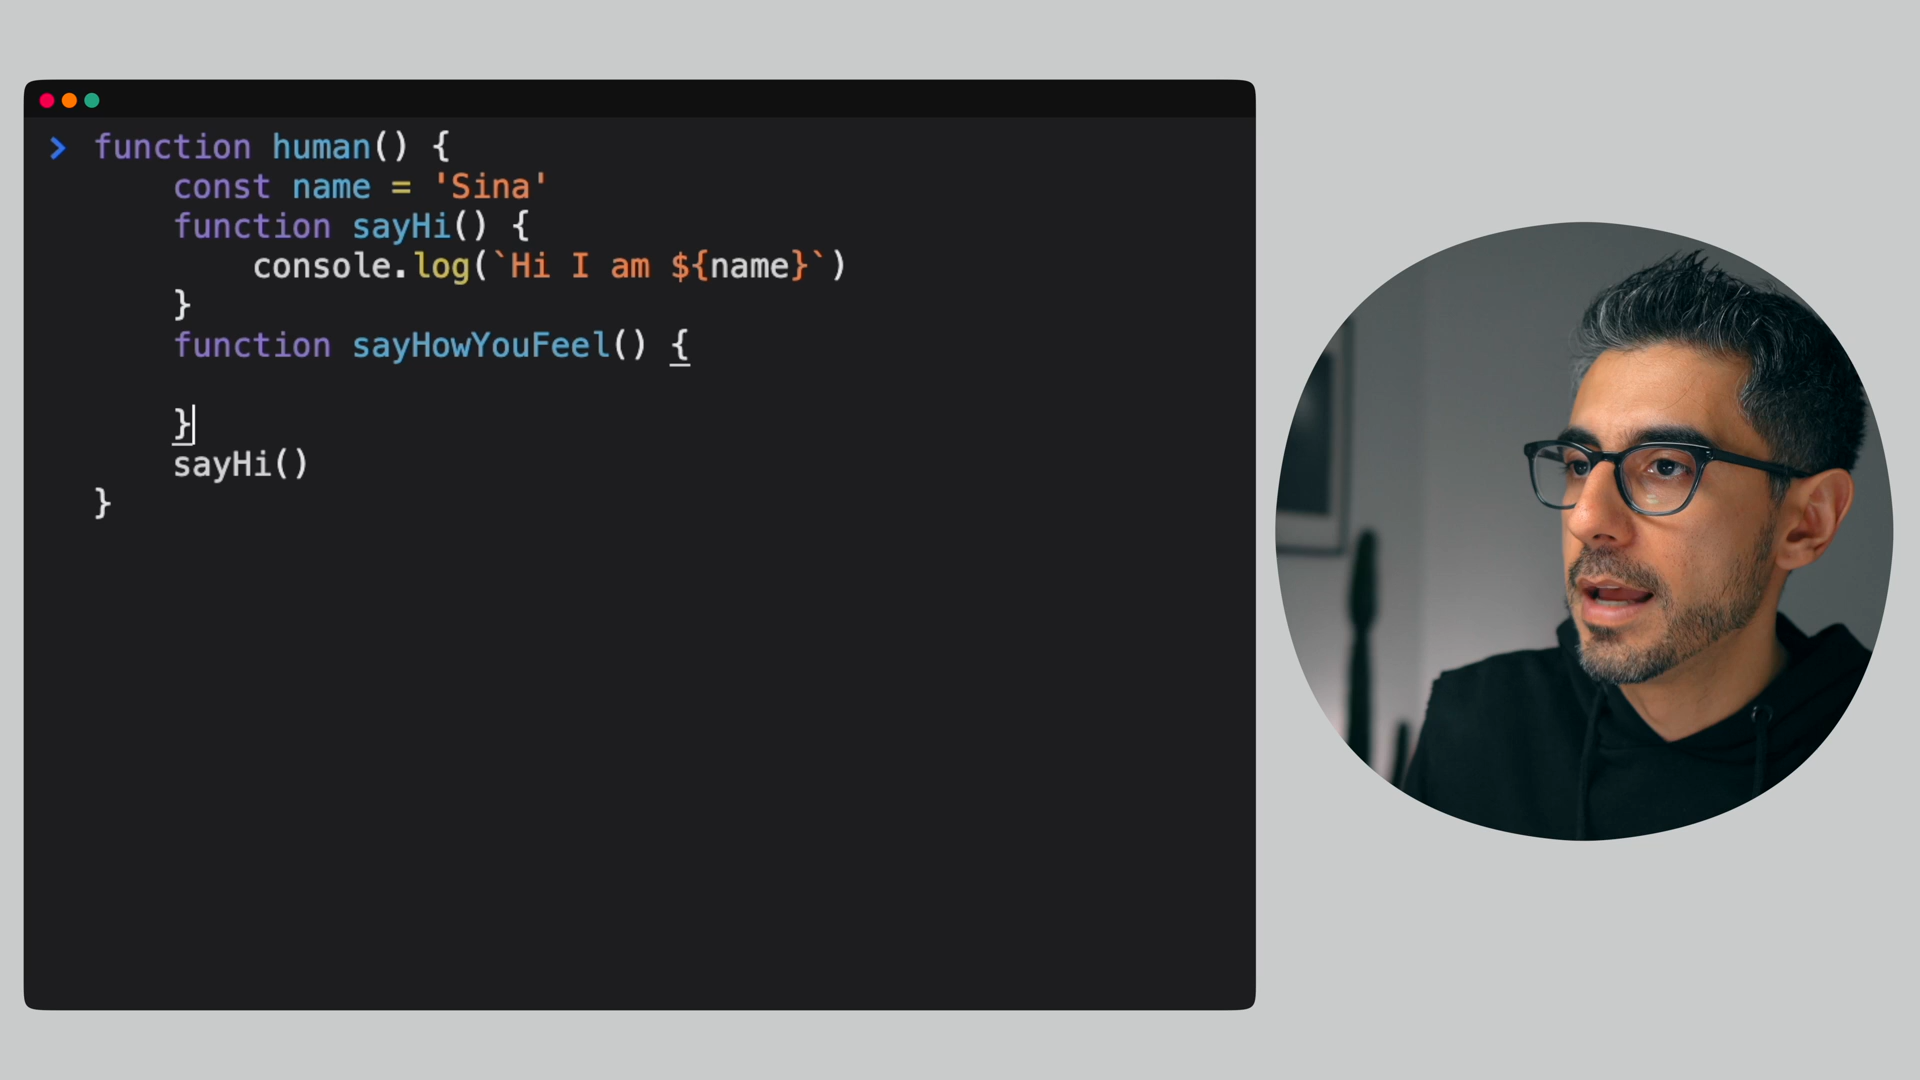 function human() {
const name = 'Sina'
function sayHi() {
console.log(`Hi I am ${name}`)
}
function sayHowYouFeel() {
}
sayHi()
}